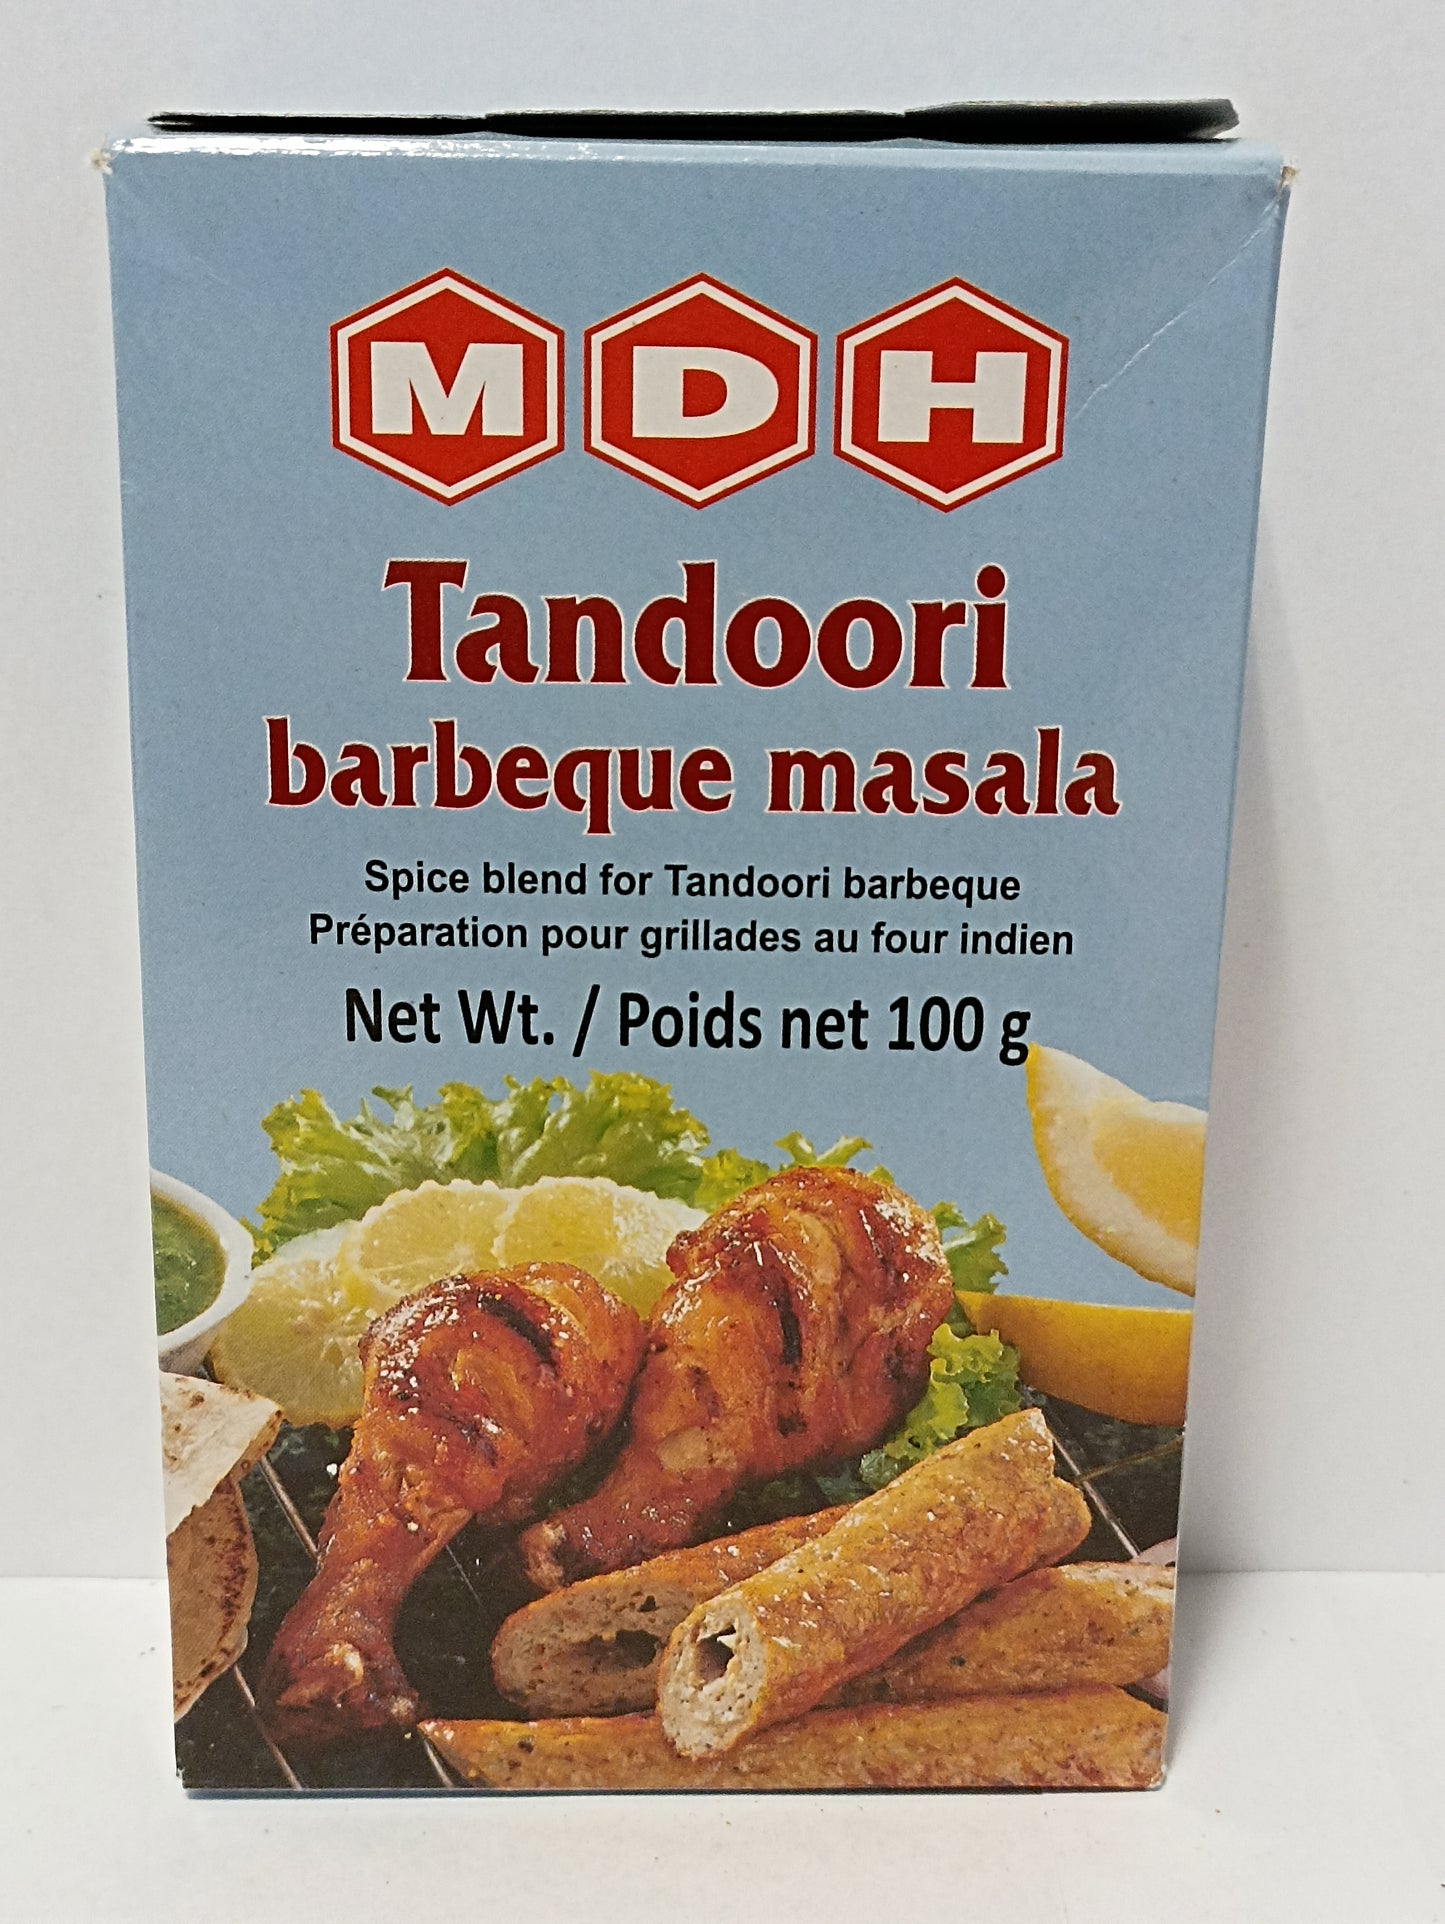 MDH
Tandoori
barbeque masala
Spice blend for Tandoori barbeque
Préparation pour grillades au four indien
Net Wt. / Poids net 100 g